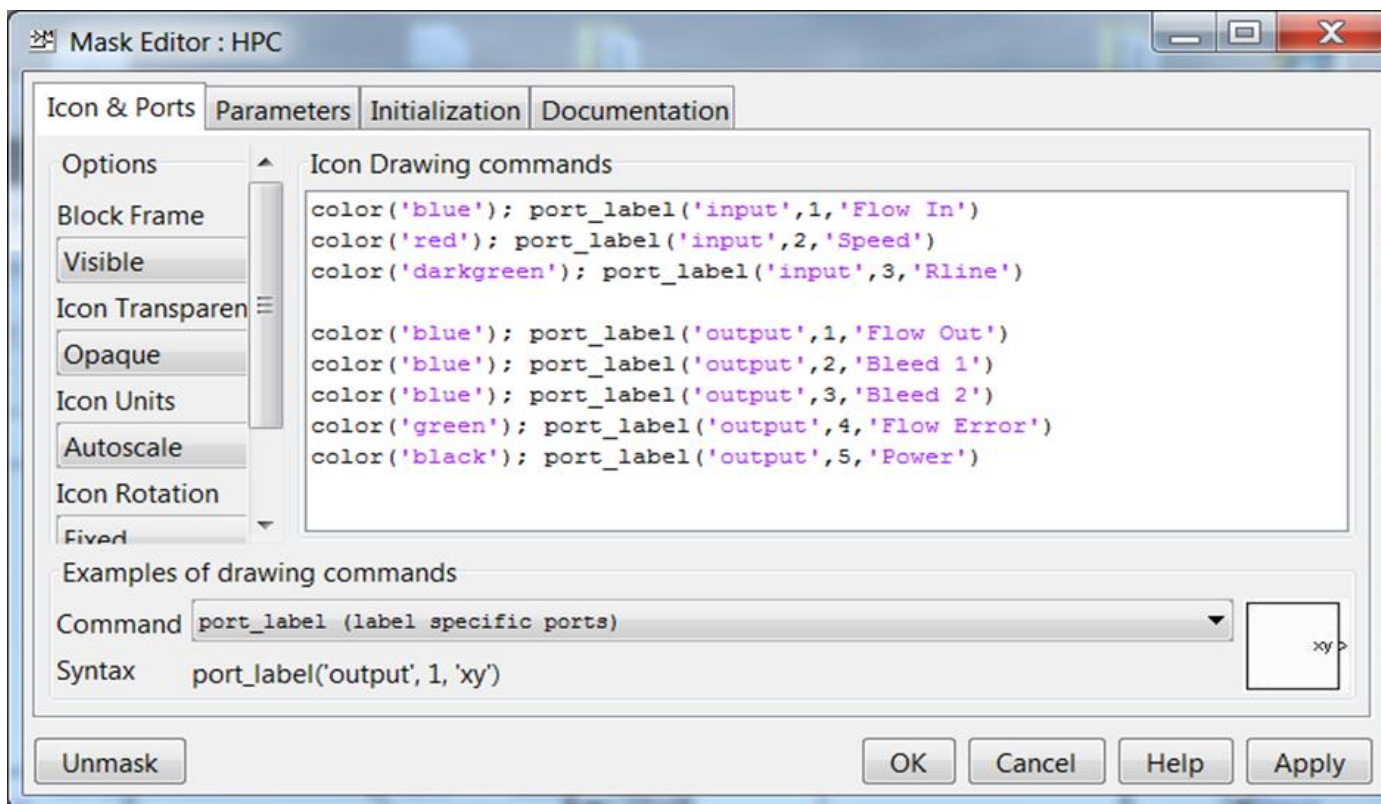 Mask Editor : HPC
Icon & Ports Parameters Initialization Documentation
Options
Block Frame
Visible
Icon Transparen
Opaque
Icon Units
Autoscale
Icon Rotation
Fixed
Icon Drawing commands
color('blue'); port_label('input',1,'Flow In')
color('red'); port_label('input',2,'Speed')
color('darkgreen'); port_label('input',3,'Rline')
color('blue'); port_label('output',1,'Flow Out')
color('blue'); port_label('output',2,'Bleed 1')
color('blue'); port_label('output',3,'Bleed 2')
color('green'); port_label('output',4,'Flow Error')
color('black'); port_label('output',5,'Power')
Examples of drawing commands
Command port_label (label specific ports)
xy
Syntax port_label('output', 1, 'xy')
Unmask OK Cancel Help Apply